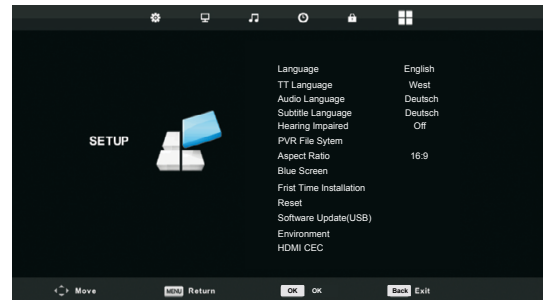 Language English
TT Language West
Audio Language Deutsch
Subtitle Language Deutsch
Hearing Impaired Off
SETUP
PVR File Sytem
Aspect Ratio 16:9
Blue Screen
Frist Time Installation
Reset
Software Update(USB)
Environment
HDMI CEC
Move MENU Return OK OK Back Exit